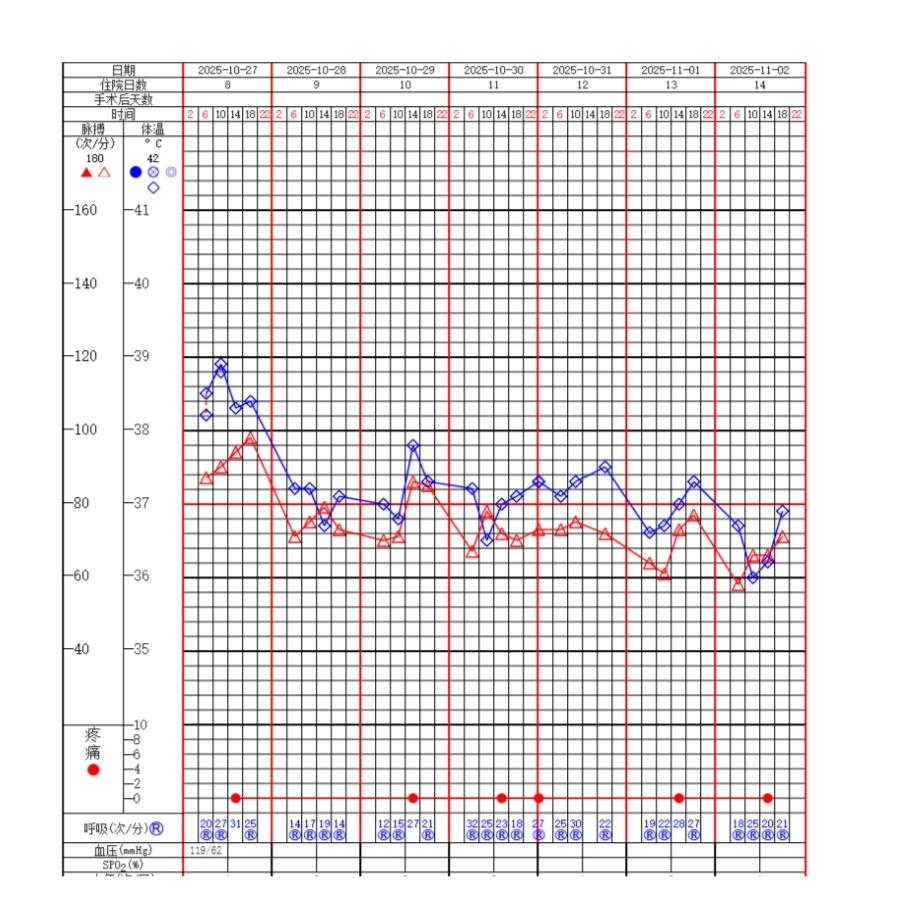 日期 2025-10-27 2025-10-28 2025-10-29 2025-10-30 2025-10-31 2025-11-01 2025-11-02
住院日数 8 9 10 11 12 13 14
手术后天数
时间 2 6 10 14 18 22 2 6 10 14 18 22 2 6 10 14 18 22 2 6 10 14 18 22 2 6 10 14 18 22 2 6 10 14 18 22 2 6 10 14 18 22
脉搏 体温
(次/分) °C
180 42
160 41
140 40
120 39
100 38
80 37
60 36
40 35
10
疼 8
痛 6
4
2
0
呼吸(次/分)Ⓡ 20 27 31 25 14 17 19 14 12 15 27 21 32 25 23 18 27 25 30 22 19 22 28 27 18 25 20 21
Ⓡ Ⓡ Ⓡ Ⓡ Ⓡ Ⓡ Ⓡ Ⓡ Ⓡ Ⓡ Ⓡ Ⓡ Ⓡ Ⓡ Ⓡ Ⓡ Ⓡ Ⓡ Ⓡ Ⓡ Ⓡ Ⓡ Ⓡ Ⓡ Ⓡ
血压(mmHg) 119/62
SPO₂(%)